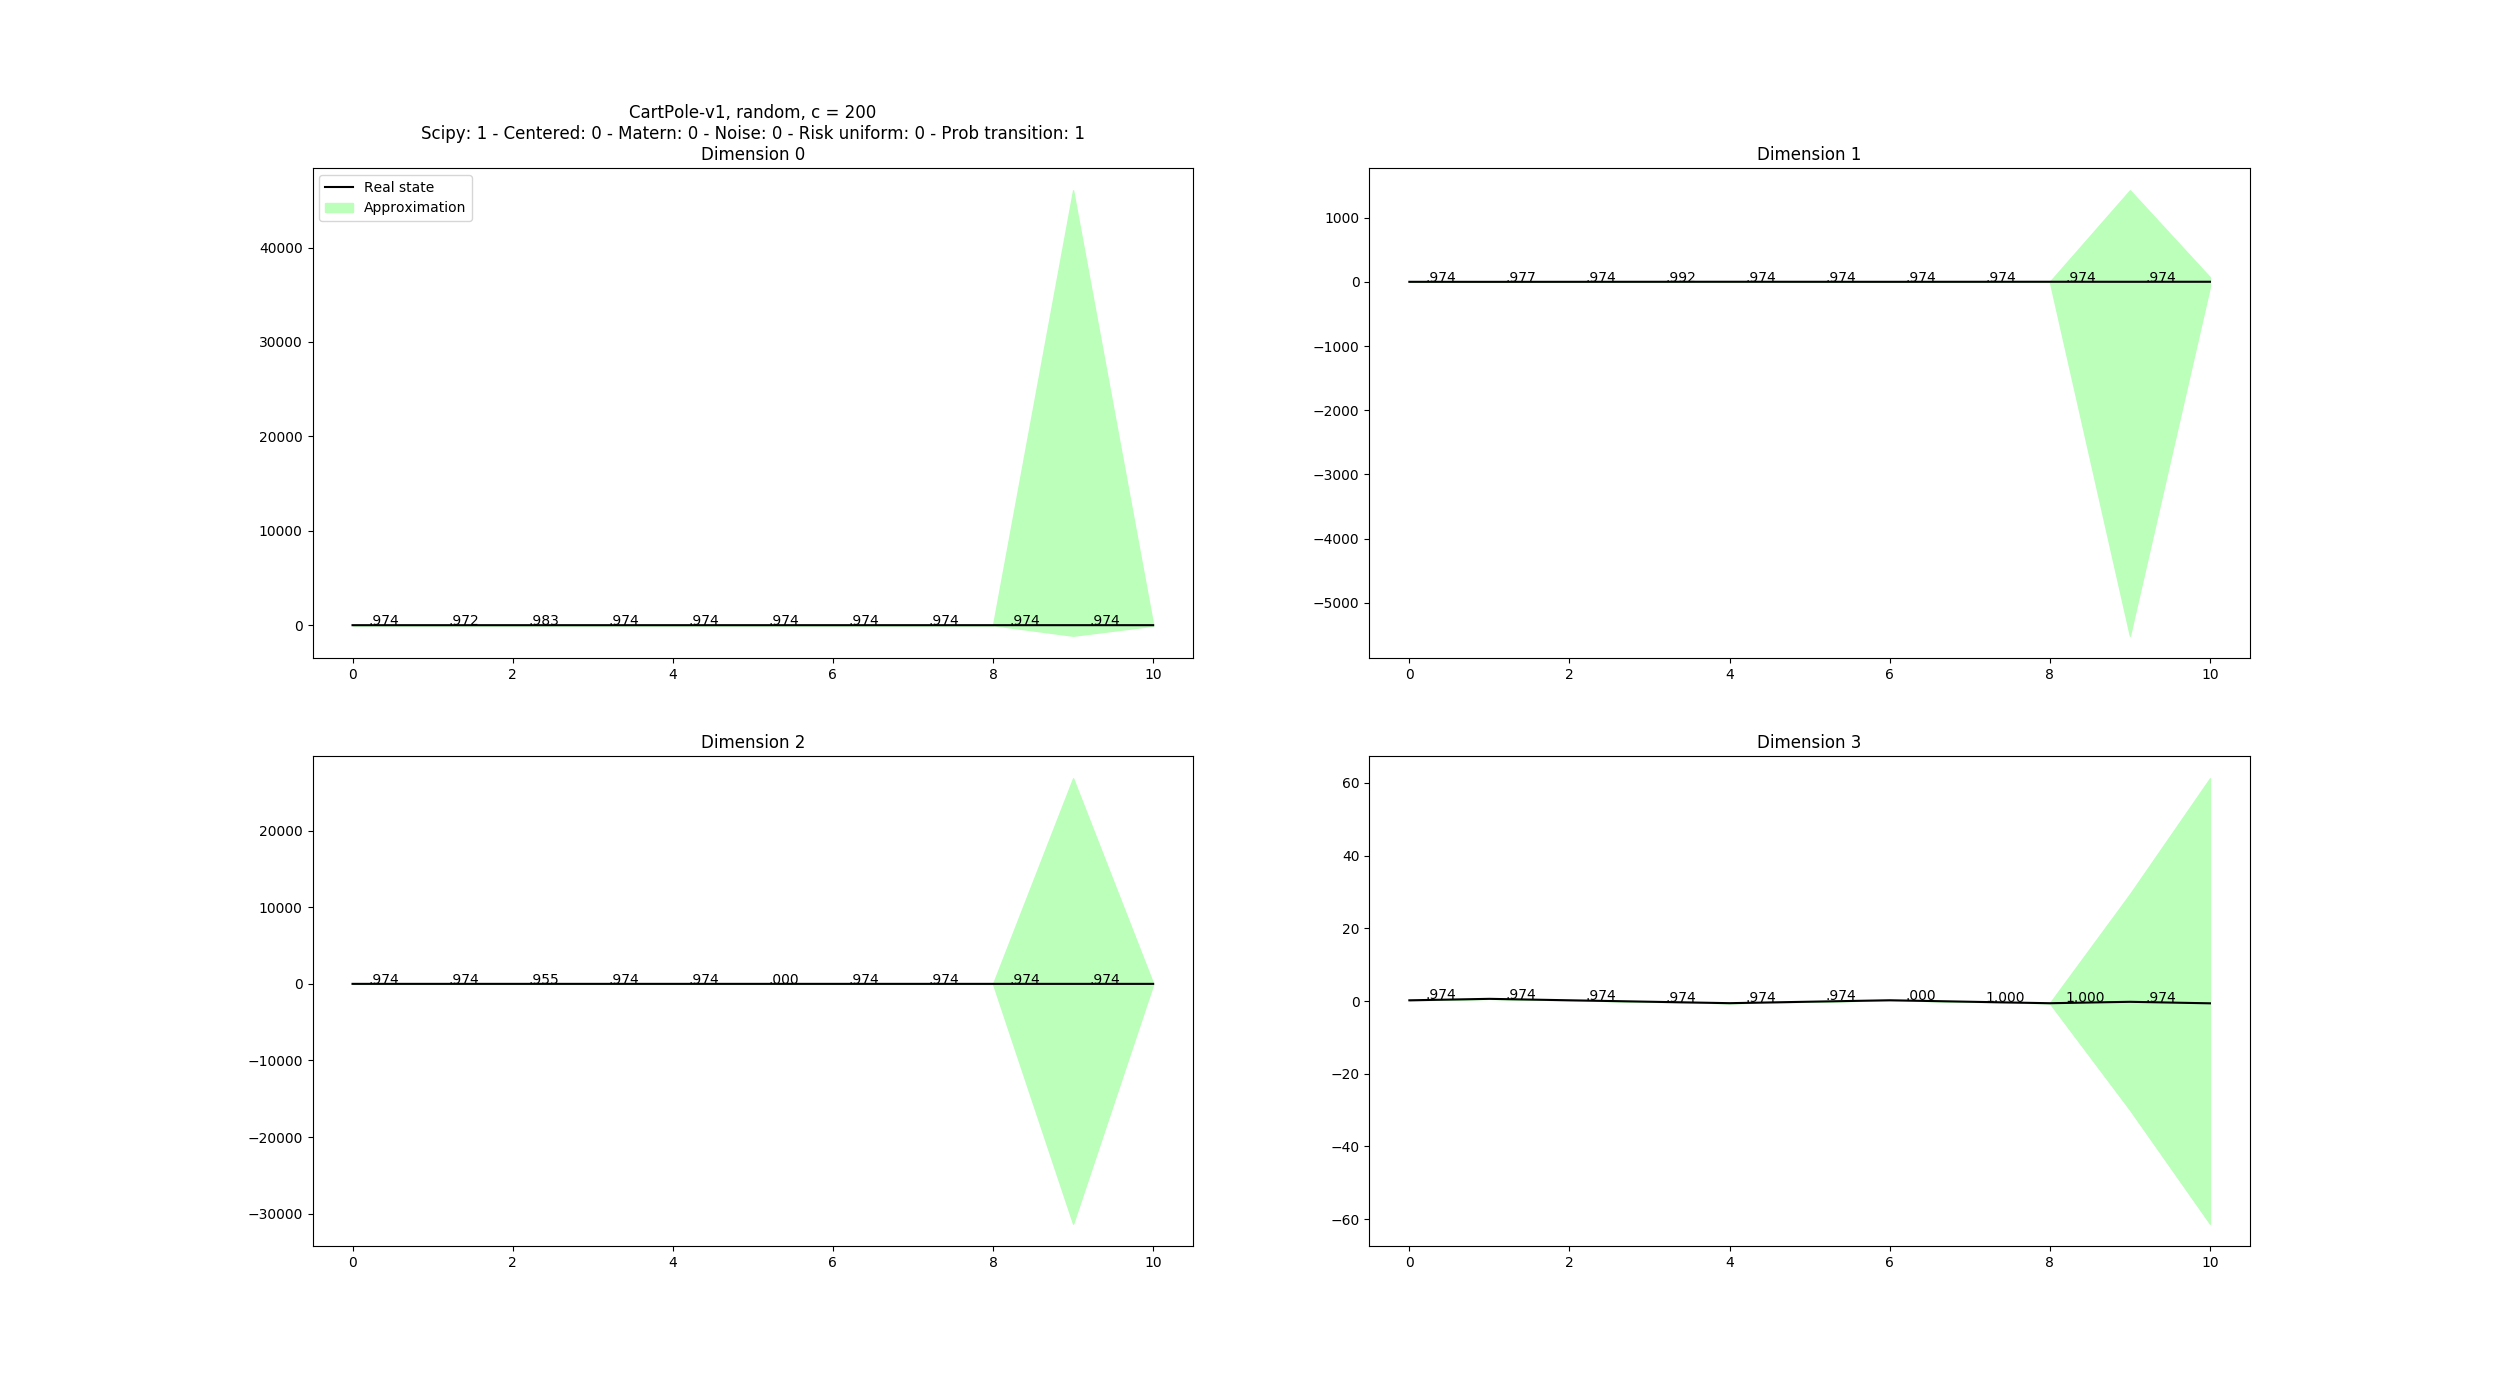 CartPole-v1, random, c = 200
Scipy: 1 - Centered: 0 - Matern: 0 - Noise: 0 - Risk uniform: 0 - Prob transition: 1
Dimension 0
Real state
Approximation
40000
30000
20000
10000
0
.974 .972 .983 .974 .974 .974 .974 .974 .974 .974
0 2 4 6 8 10
Dimension 1
1000
0
−1000
−2000
−3000
−4000
−5000
.974 .977 .974 .992 .974 .974 .974 .974 .974 .974
0 2 4 6 8 10
Dimension 2
20000
10000
0
−10000
−20000
−30000
.974 .974 .955 .974 .974 .000 .974 .974 .974 .974
0 2 4 6 8 10
Dimension 3
60
40
20
0
−20
−40
−60
.974 .974 .974 .974 .974 .974 .000 1.000 1.000 .974
0 2 4 6 8 10